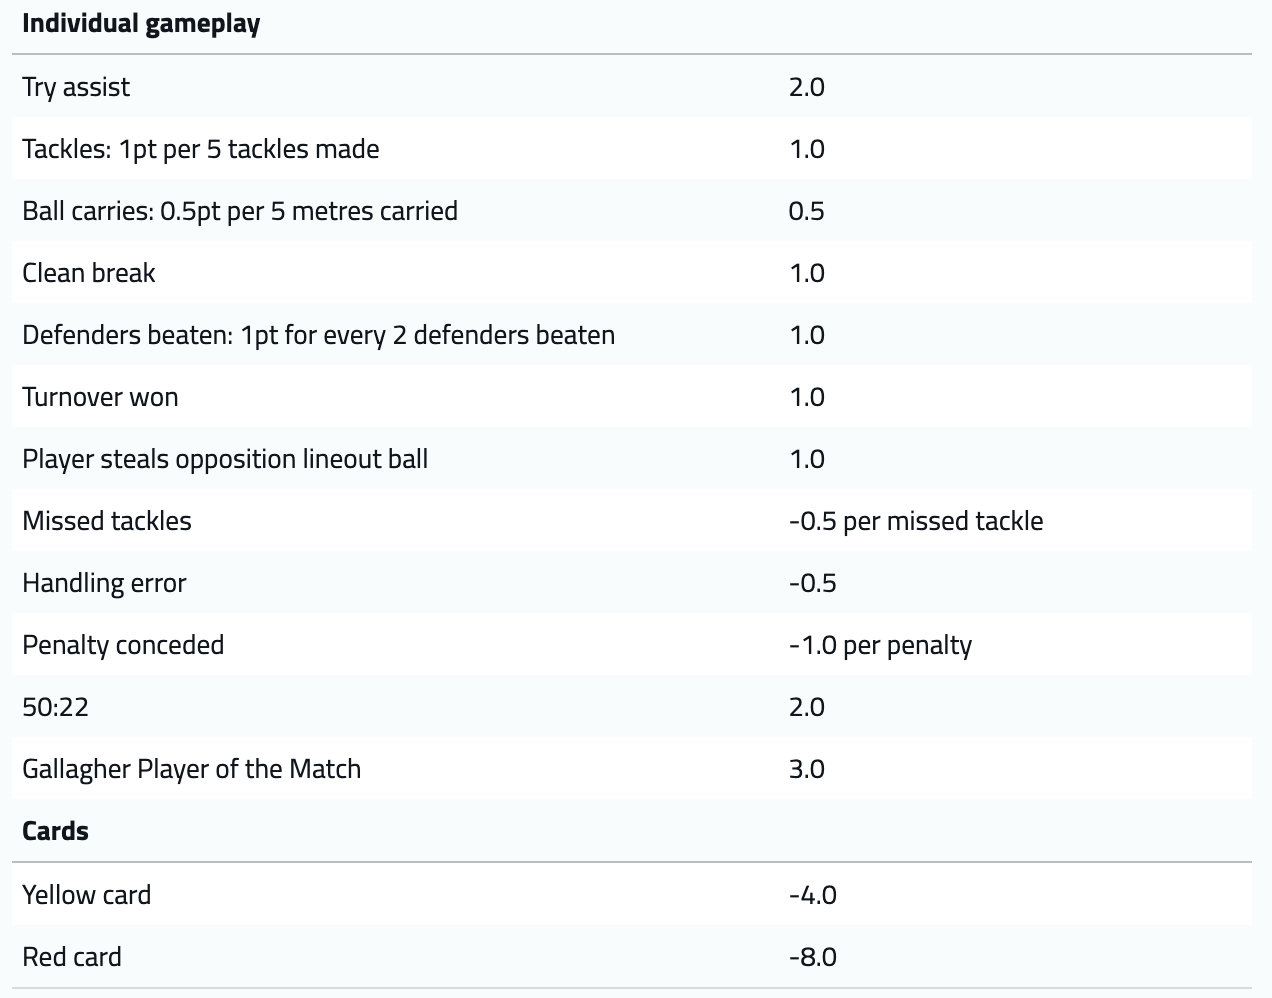 Individual gameplay
Try assist 2.0
Tackles: 1pt per 5 tackles made 1.0
Ball carries: 0.5pt per 5 metres carried 0.5
Clean break 1.0
Defenders beaten: 1pt for every 2 defenders beaten 1.0
Turnover won 1.0
Player steals opposition lineout ball 1.0
Missed tackles -0.5 per missed tackle
Handling error -0.5
Penalty conceded -1.0 per penalty
50:22 2.0
Gallagher Player of the Match 3.0
Cards
Yellow card -4.0
Red card -8.0